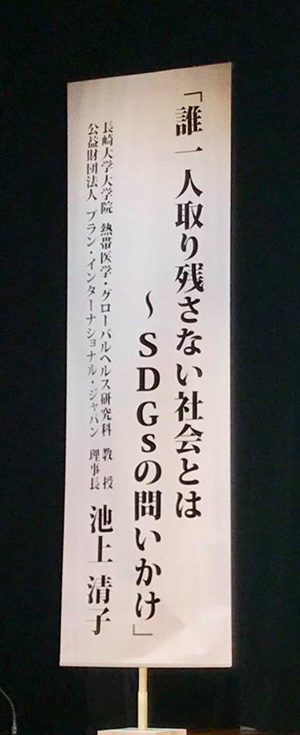 「誰一人取り残さない社会とは
～SDGsの問いかけ」
長崎大学大学院 熱帯医学・グローバルヘルス研究科 教授
公益財団法人 プラン・インターナショナル・ジャパン 理事長
池上 清子